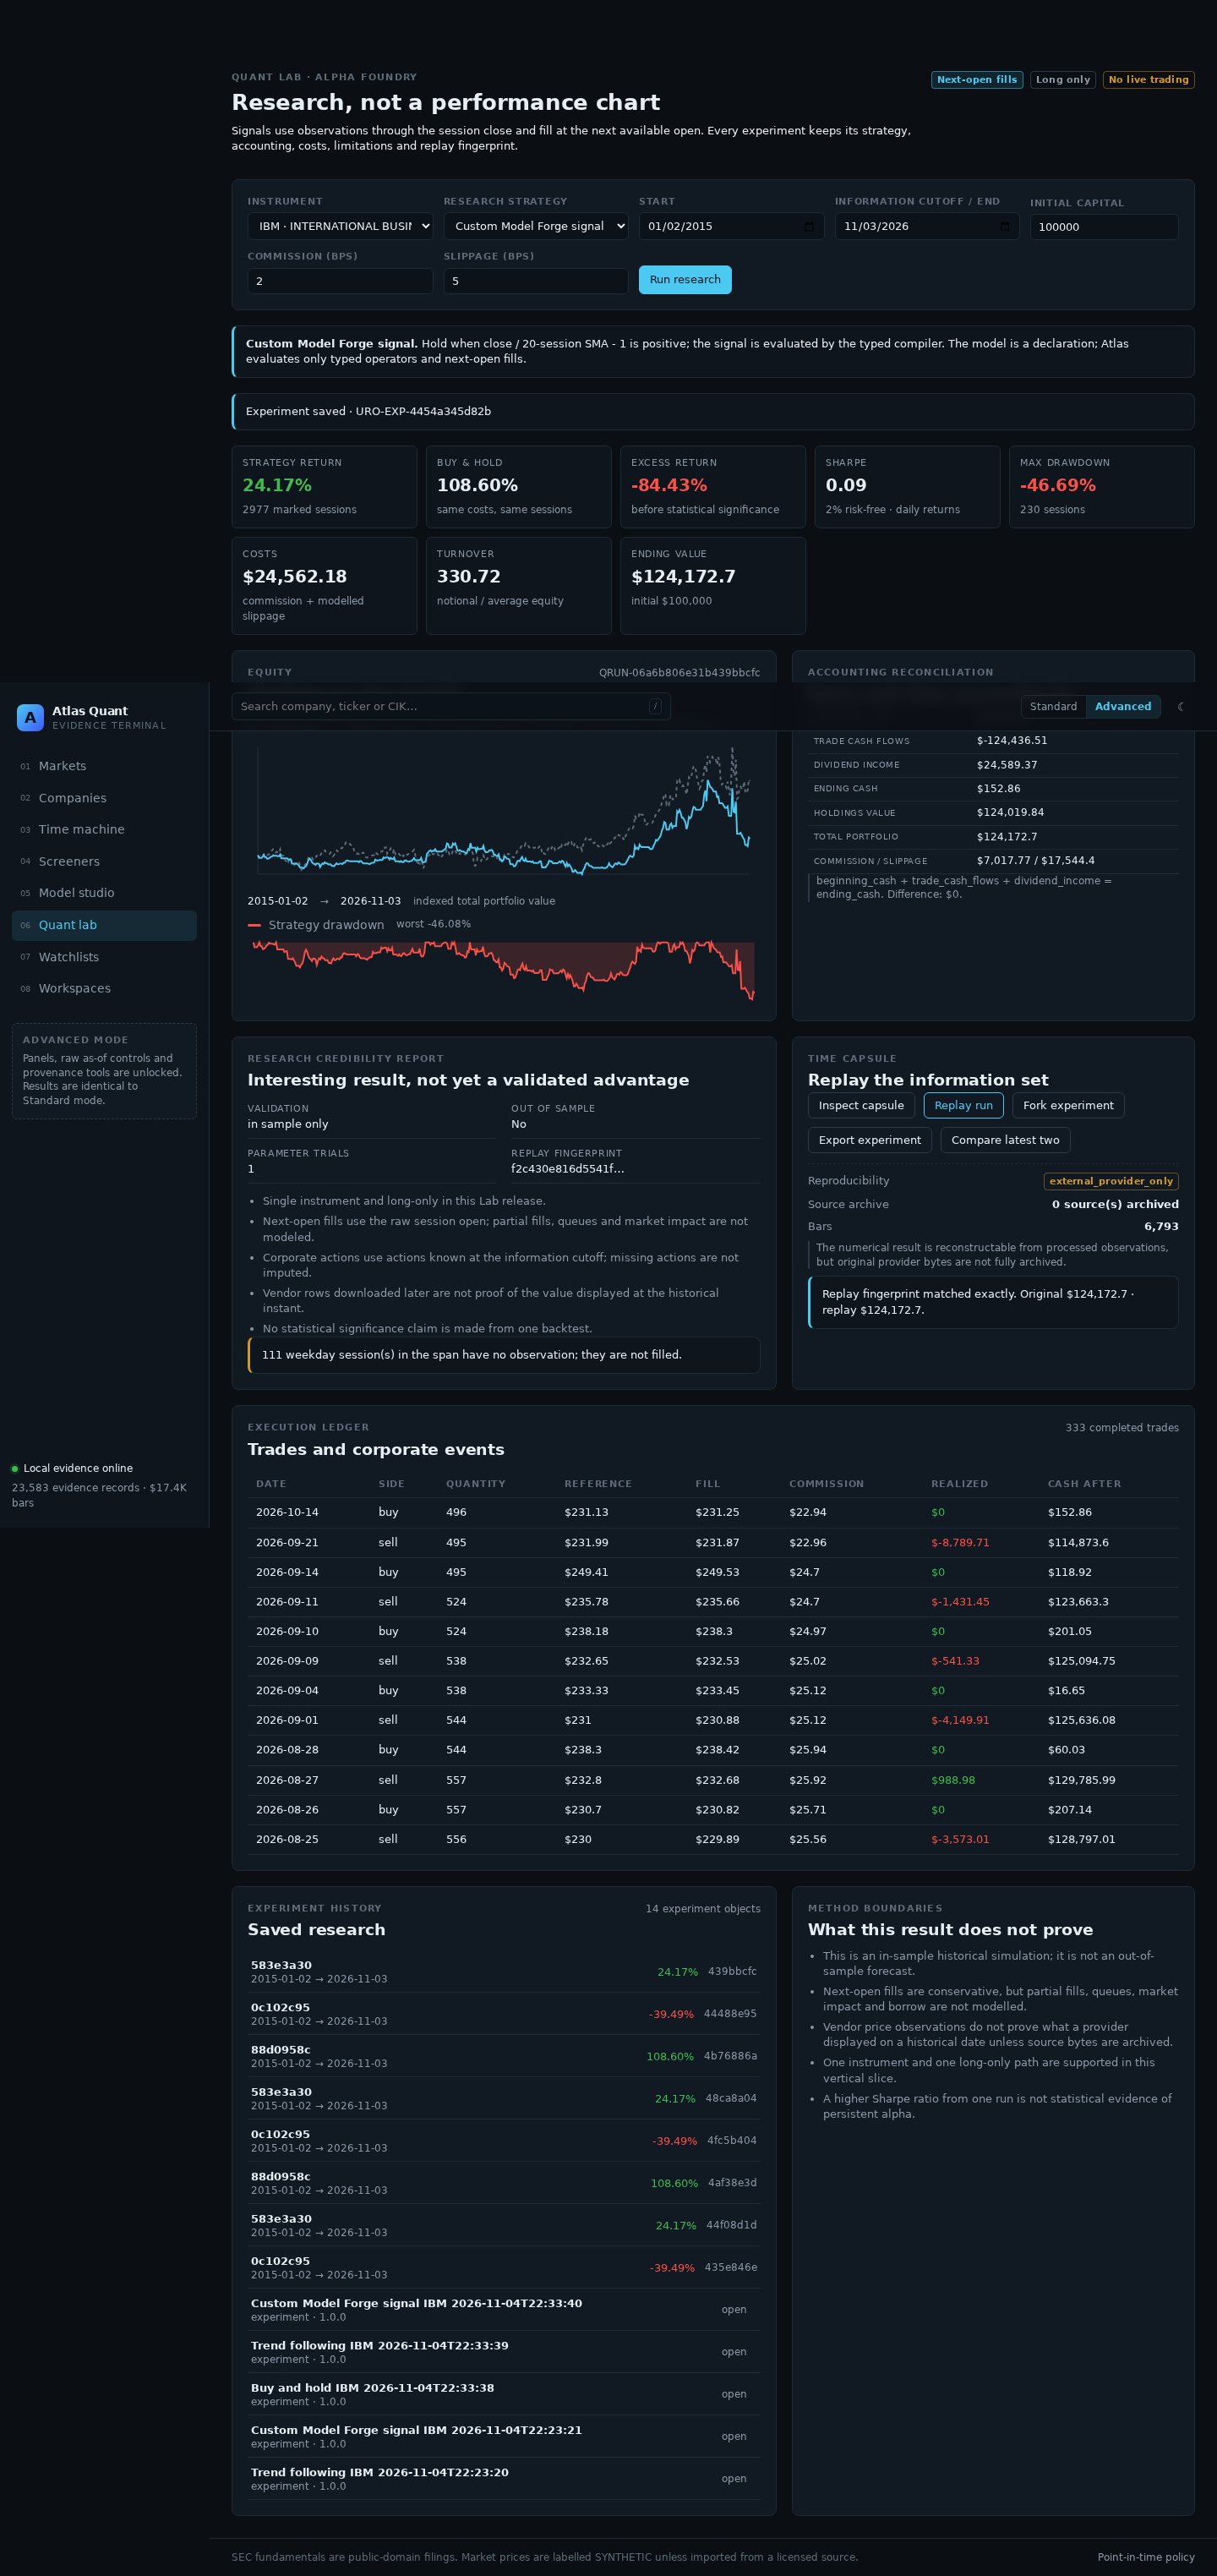 QUANT LAB · ALPHA FOUNDRY
Research, not a performance chart
Signals use observations through the session close and fill at the next available open. Every experiment keeps its strategy,
accounting, costs, limitations and replay fingerprint.
Next-open fills
Long only
No live trading
INSTRUMENT
RESEARCH STRATEGY
START
INFORMATION CUTOFF / END
INITIAL CAPITAL
IBM · INTERNATIONAL BUSIN
Custom Model Forge signal
01/02/2015
11/03/2026
100000
COMMISSION (BPS)
SLIPPAGE (BPS)
2
5
Run research
Custom Model Forge signal. Hold when close / 20-session SMA - 1 is positive; the signal is evaluated by the typed compiler. The model is a declaration; Atlas
evaluates only typed operators and next-open fills.
Experiment saved · URO-EXP-4454a345d82b
STRATEGY RETURN
24.17%
2977 marked sessions
BUY & HOLD
108.60%
same costs, same sessions
EXCESS RETURN
-84.43%
before statistical significance
SHARPE
0.09
2% risk-free · daily returns
MAX DRAWDOWN
-46.69%
230 sessions
COSTS
$24,562.18
commission + modelled
slippage
TURNOVER
330.72
notional / average equity
ENDING VALUE
$124,172.7
initial $100,000
EQUITY
QRUN-06a6b806e31b439bbcfc
ACCOUNTING RECONCILIATION
A
Atlas Quant
EVIDENCE TERMINAL
Search company, ticker or CIK...
/
Standard
Advanced
☾
01 Markets
02 Companies
03 Time machine
04 Screeners
05 Model studio
06 Quant lab
07 Watchlists
08 Workspaces
ADVANCED MODE
Panels, raw as-of controls and
provenance tools are unlocked.
Results are identical to
Standard mode.
Local evidence online
23,583 evidence records · $17.4K
bars
2015-01-02 → 2026-11-03 indexed total portfolio value
Strategy drawdown worst -46.08%
TRADE CASH FLOWS $-124,436.51
DIVIDEND INCOME $24,589.37
ENDING CASH $152.86
HOLDINGS VALUE $124,019.84
TOTAL PORTFOLIO $124,172.7
COMMISSION / SLIPPAGE $7,017.77 / $17,544.4
beginning_cash + trade_cash_flows + dividend_income =
ending_cash. Difference: $0.
RESEARCH CREDIBILITY REPORT
Interesting result, not yet a validated advantage
VALIDATION
in sample only
OUT OF SAMPLE
No
PARAMETER TRIALS
1
REPLAY FINGERPRINT
f2c430e816d5541f...
• Single instrument and long-only in this Lab release.
• Next-open fills use the raw session open; partial fills, queues and market impact are not
modeled.
• Corporate actions use actions known at the information cutoff; missing actions are not
imputed.
• Vendor rows downloaded later are not proof of the value displayed at the historical
instant.
• No statistical significance claim is made from one backtest.
111 weekday session(s) in the span have no observation; they are not filled.
TIME CAPSULE
Replay the information set
Inspect capsule
Replay run
Fork experiment
Export experiment
Compare latest two
Reproducibility external_provider_only
Source archive 0 source(s) archived
Bars 6,793
The numerical result is reconstructable from processed observations,
but original provider bytes are not fully archived.
Replay fingerprint matched exactly. Original $124,172.7 ·
replay $124,172.7.
EXECUTION LEDGER
333 completed trades
Trades and corporate events
DATE SIDE QUANTITY REFERENCE FILL COMMISSION REALIZED CASH AFTER
2026-10-14 buy 496 $231.13 $231.25 $22.94 $0 $152.86
2026-09-21 sell 495 $231.99 $231.87 $22.96 $-8,789.71 $114,873.6
2026-09-14 buy 495 $249.41 $249.53 $24.7 $0 $118.92
2026-09-11 sell 524 $235.78 $235.66 $24.7 $-1,431.45 $123,663.3
2026-09-10 buy 524 $238.18 $238.3 $24.97 $0 $201.05
2026-09-09 sell 538 $232.65 $232.53 $25.02 $-541.33 $125,094.75
2026-09-04 buy 538 $233.33 $233.45 $25.12 $0 $16.65
2026-09-01 sell 544 $231 $230.88 $25.12 $-4,149.91 $125,636.08
2026-08-28 buy 544 $238.3 $238.42 $25.94 $0 $60.03
2026-08-27 sell 557 $232.8 $232.68 $25.92 $988.98 $129,785.99
2026-08-26 buy 557 $230.7 $230.82 $25.71 $0 $207.14
2026-08-25 sell 556 $230 $229.89 $25.56 $-3,573.01 $128,797.01
EXPERIMENT HISTORY
14 experiment objects
Saved research
583e3a30
2015-01-02 → 2026-11-03
24.17% 439bbcfc
0c102c95
2015-01-02 → 2026-11-03
-39.49% 44488e95
88d0958c
2015-01-02 → 2026-11-03
108.60% 4b76886a
583e3a30
2015-01-02 → 2026-11-03
24.17% 48ca8a04
0c102c95
2015-01-02 → 2026-11-03
-39.49% 4fc5b404
88d0958c
2015-01-02 → 2026-11-03
108.60% 4af38e3d
583e3a30
2015-01-02 → 2026-11-03
24.17% 44f08d1d
0c102c95
2015-01-02 → 2026-11-03
-39.49% 435e846e
Custom Model Forge signal IBM 2026-11-04T22:33:40
experiment · 1.0.0
open
Trend following IBM 2026-11-04T22:33:39
experiment · 1.0.0
open
Buy and hold IBM 2026-11-04T22:33:38
experiment · 1.0.0
open
Custom Model Forge signal IBM 2026-11-04T22:23:21
experiment · 1.0.0
open
Trend following IBM 2026-11-04T22:23:20
experiment · 1.0.0
open
METHOD BOUNDARIES
What this result does not prove
• This is an in-sample historical simulation; it is not an out-of-
sample forecast.
• Next-open fills are conservative, but partial fills, queues, market
impact and borrow are not modelled.
• Vendor price observations do not prove what a provider
displayed on a historical date unless source bytes are archived.
• One instrument and one long-only path are supported in this
vertical slice.
• A higher Sharpe ratio from one run is not statistical evidence of
persistent alpha.
SEC fundamentals are public-domain filings. Market prices are labelled SYNTHETIC unless imported from a licensed source.
Point-in-time policy